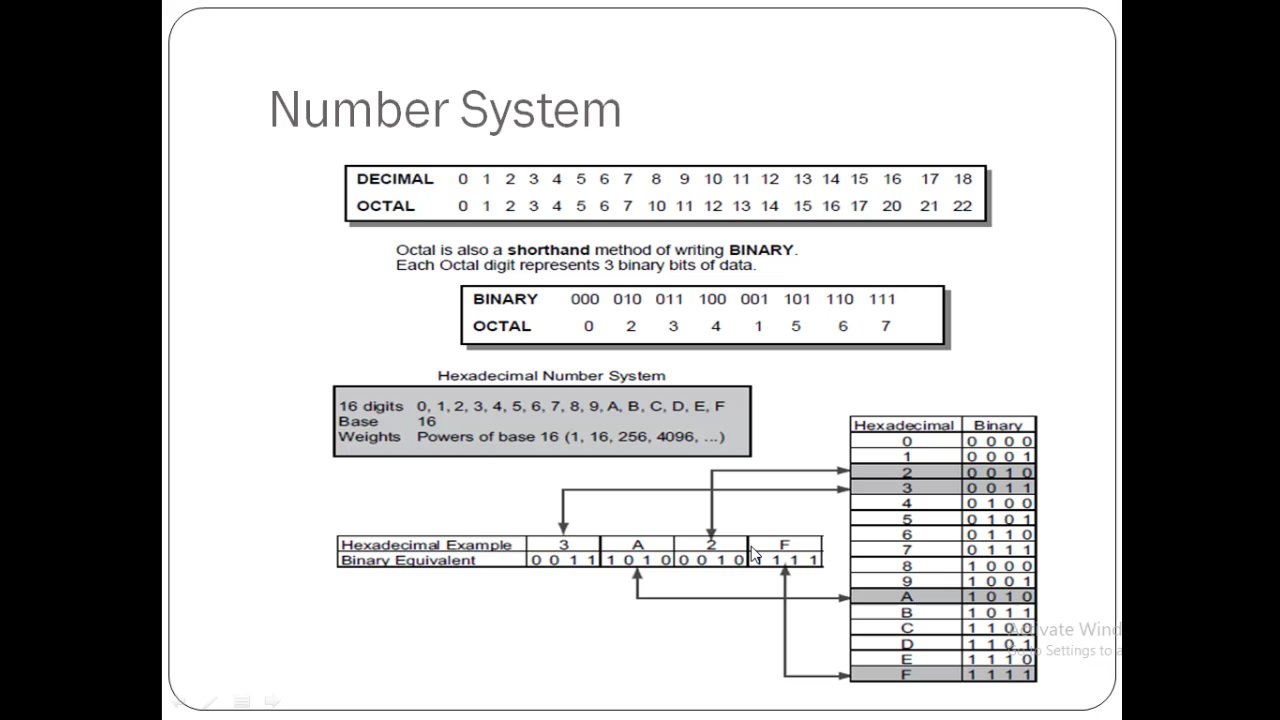 Number System
DECIMAL 0 1 2 3 4 5 6 7 8 9 10 11 12 13 14 15 16 17 18
OCTAL 0 1 2 3 4 5 6 7 10 11 12 13 14 15 16 17 20 21 22
Octal is also a shorthand method of writing BINARY.
Each Octal digit represents 3 binary bits of data.
BINARY 000 010 011 100 001 101 110 111
OCTAL 0 2 3 4 1 5 6 7
Hexadecimal Number System
16 digits 0, 1, 2, 3, 4, 5, 6, 7, 8, 9, A, B, C, D, E, F
Base 16
Weights Powers of base 16 (1, 16, 256, 4096, ...)
Hexadecimal Example 3 A 2 F
Binary Equivalent 0 0 1 1 1 0 1 0 0 0 1 0 1 1 1
Hexadecimal Binary
0 0 0 0 0
1 0 0 0 1
2 0 0 1 0
3 0 0 1 1
4 0 1 0 0
5 0 1 0 1
6 0 1 1 0
7 0 1 1 1
8 1 0 0 0
9 1 0 0 1
A 1 0 1 0
B 1 0 1 1
C 1 1 0 0
D 1 1 0 1
E 1 1 1 0
F 1 1 1 1
Activate Wind
Go to Settings to a